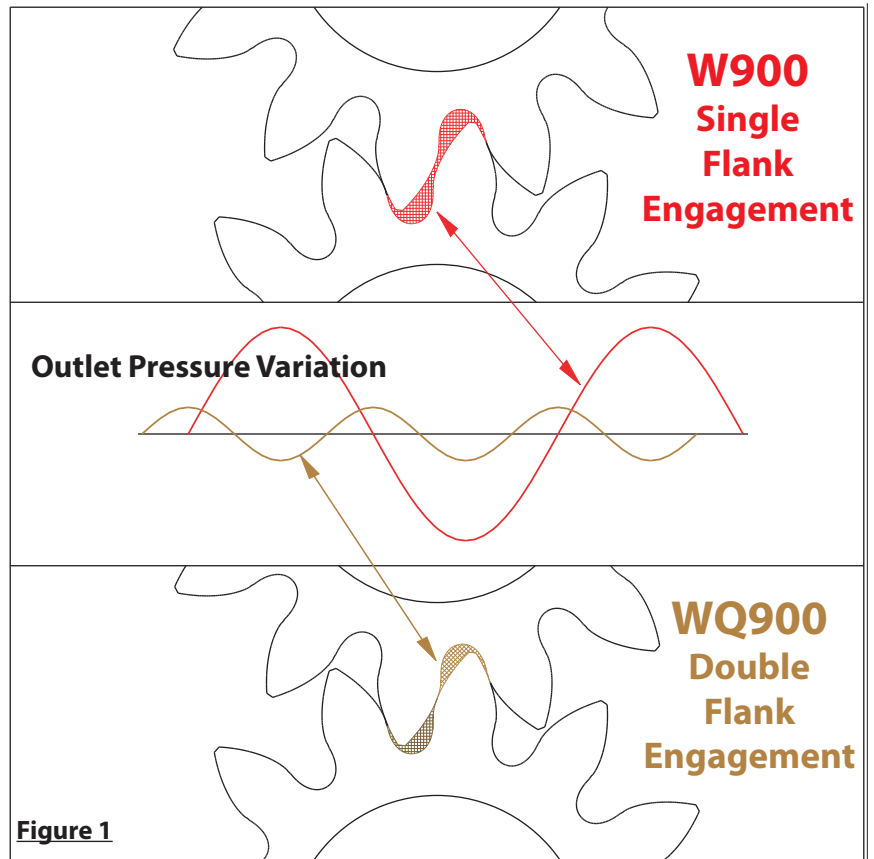 W900
Single
Flank
Engagement
Outlet Pressure Variation
WQ900
Double
Flank
Engagement
Figure 1